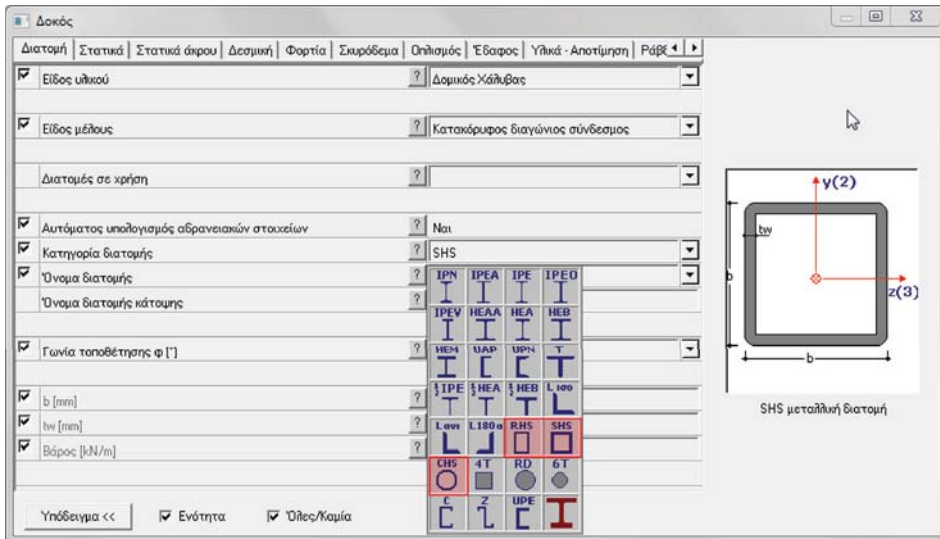 Δοκός
Διατομή Στατικά Στατικά άκρου Δεσμική Φορτία Σκυρόδεμα Οπλισμός Έδαφος Υλικά - Αποτίμηση Ράβδ
Είδος υλικού ? Δομικός Χάλυβας
Είδος μέλους ? Κατακόρυφος διαγώνιος σύνδεσμος
Διατομές σε χρήση ?
Αυτόματος υπολογισμός αδρανειακών στοιχείων ? Ναι
Κατηγορία διατομής ? SHS
Όνομα διατομής ?
Όνομα διατομής κάτοψης ?
Γωνία τοποθέτησης φ [°] ?
b [mm] ?
tw [mm] ?
Βάρος [kN/m] ?
IPN IPEA IPE IPEO
IPEV HEAA HEA HEB
HEM UAP UPN T
½IPE ½HEA ½HEB L ισο
L ανι L180° RHS SHS
CHS 4T RD 6T
C Z UPE I
y(2)
tw
b
z(3)
b
SHS μεταλλική διατομή
Υπόδειγμα << Ενότητα Όλες/Καμία